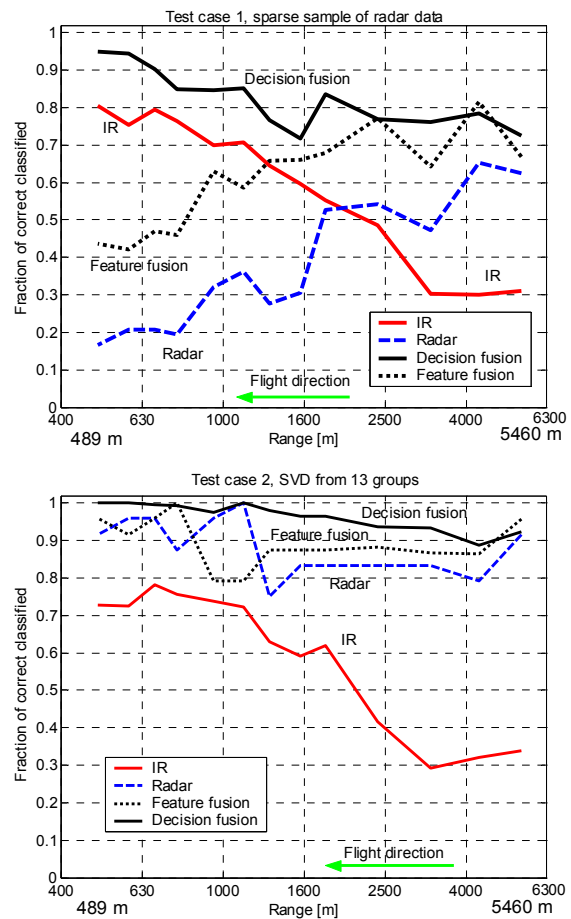 Test case 1, sparse sample of radar data
Fraction of correct classified
1
0.9
0.8
0.7
0.6
0.5
0.4
0.3
0.2
0.1
0
Decision fusion
IR
Feature fusion
IR
Radar
IR
Radar
Decision fusion
Feature fusion
Flight direction
400 630 1000 1600 2500 4000 6300
489 m Range [m] 5460 m
Test case 2, SVD from 13 groups
Fraction of correct classified
1
0.9
0.8
0.7
0.6
0.5
0.4
0.3
0.2
0.1
0
Decision fusion
Feature fusion
Radar
IR
IR
Radar
Feature fusion
Decision fusion
Flight direction
400 630 1000 1600 2500 4000 6300
489 m Range [m] 5460 m